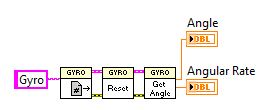 Angle
DBL
GYRO GYRO GYRO
Gyro
#
Reset
Get
Angle
Angular Rate
DBL